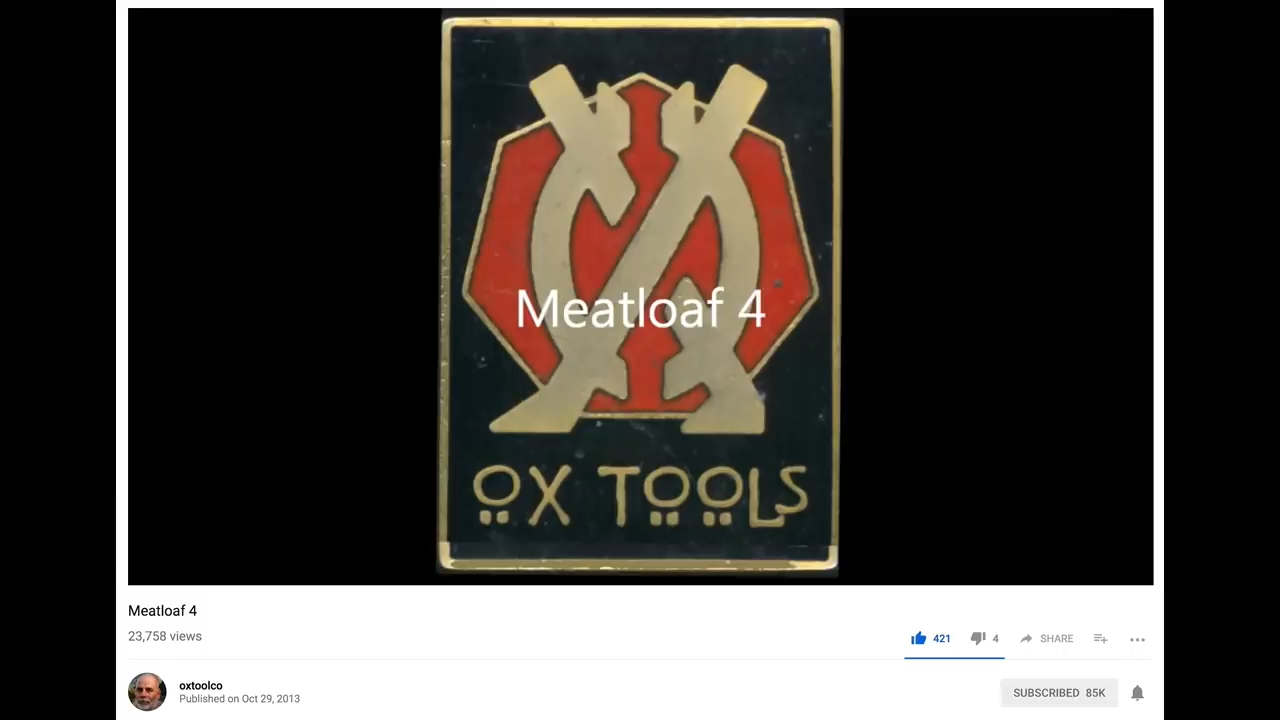 Meatloaf 4
OX TOOLS
Meatloaf 4
23,758 views
421
4
SHARE
oxtoolco
Published on Oct 29, 2013
SUBSCRIBED 85K